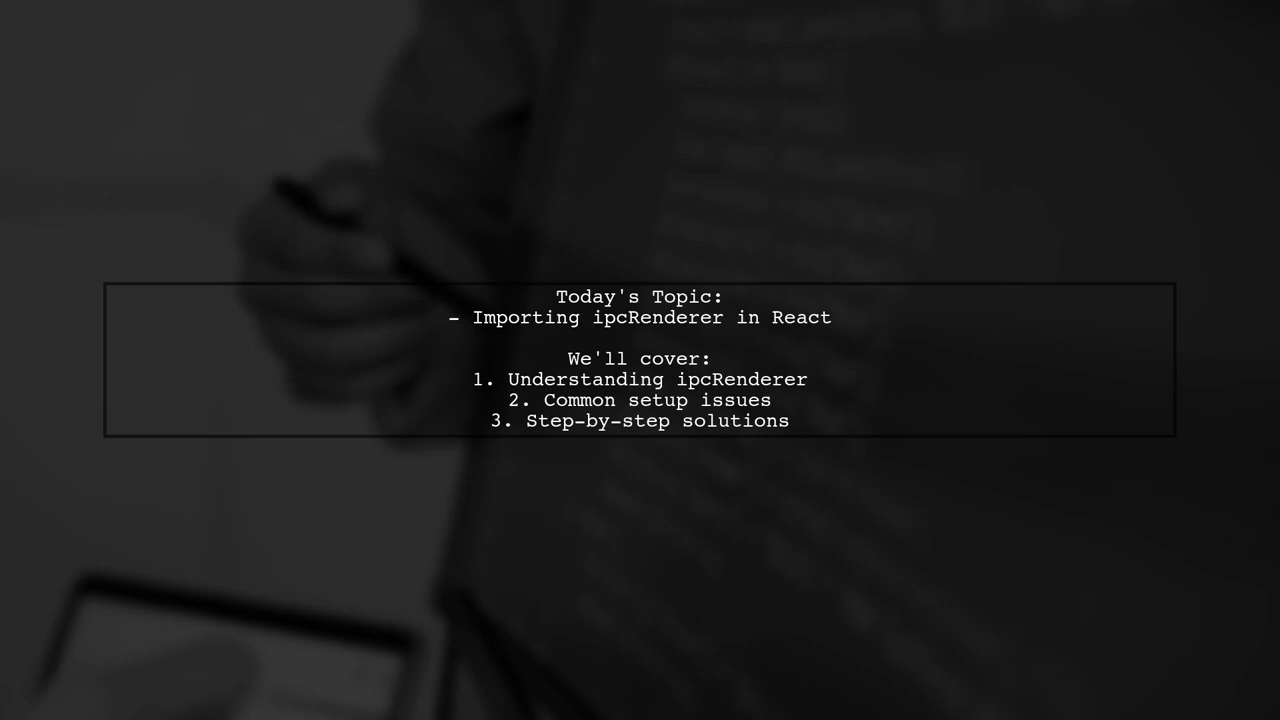 Today's Topic:
- Importing ipcRenderer in React
We'll cover:
1. Understanding ipcRenderer
2. Common setup issues
3. Step-by-step solutions